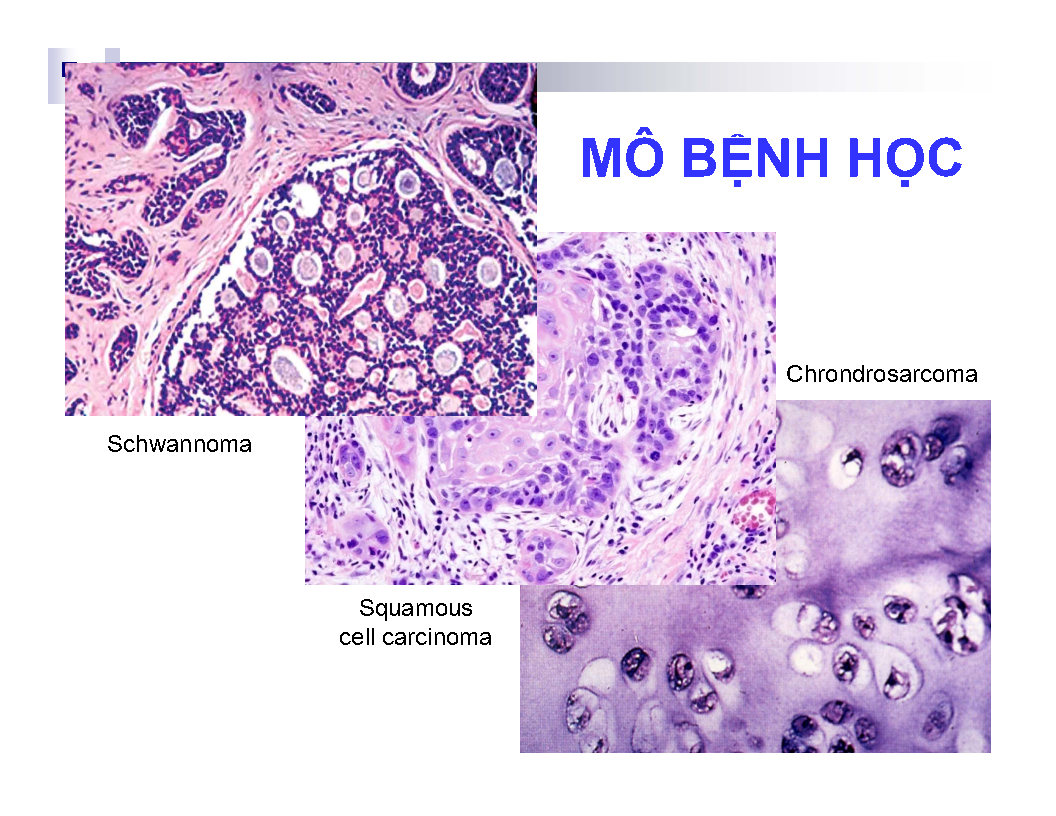 MÔ BỆNH HỌC
Chrondrosarcoma
Schwannoma
Squamous
cell carcinoma